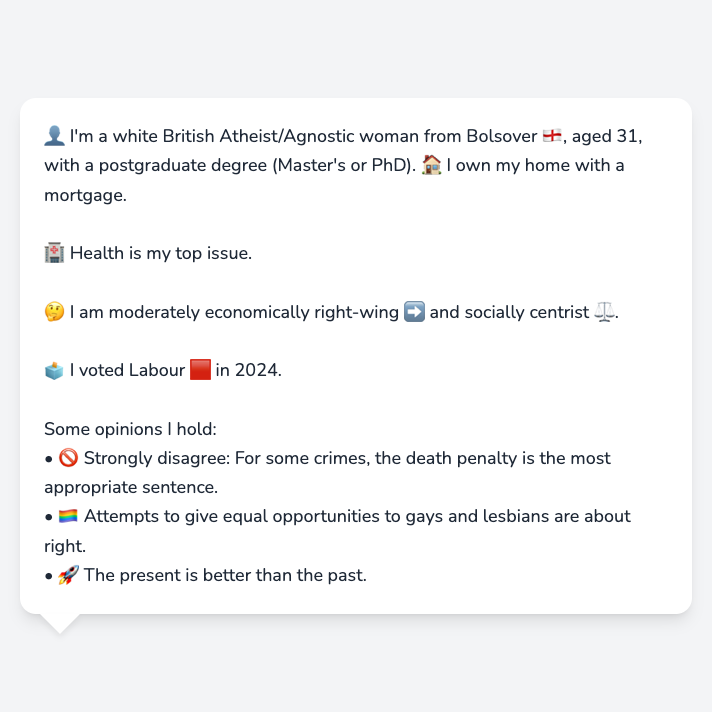 👤 I'm a white British Atheist/Agnostic woman from Bolsover 🏴󠁧󠁢󠁥󠁮󠁧󠁿, aged 31,
with a postgraduate degree (Master's or PhD). 🏠 I own my home with a
mortgage.
🏥 Health is my top issue.
🤔 I am moderately economically right-wing ➡️ and socially centrist ⚖️.
🗳️ I voted Labour 🟥 in 2024.
Some opinions I hold:
• 🚫 Strongly disagree: For some crimes, the death penalty is the most
appropriate sentence.
• 🏳️‍🌈 Attempts to give equal opportunities to gays and lesbians are about
right.
• 🚀 The present is better than the past.